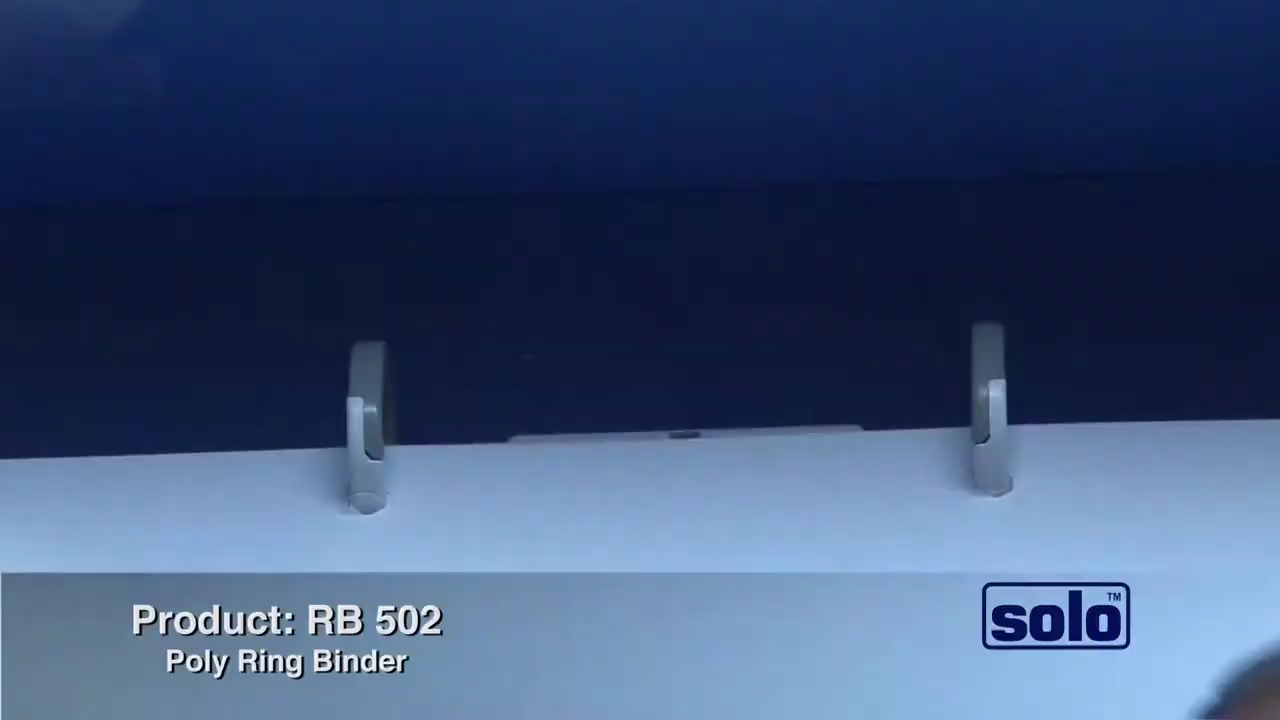 Product: RB 502
Poly Ring Binder
solo™